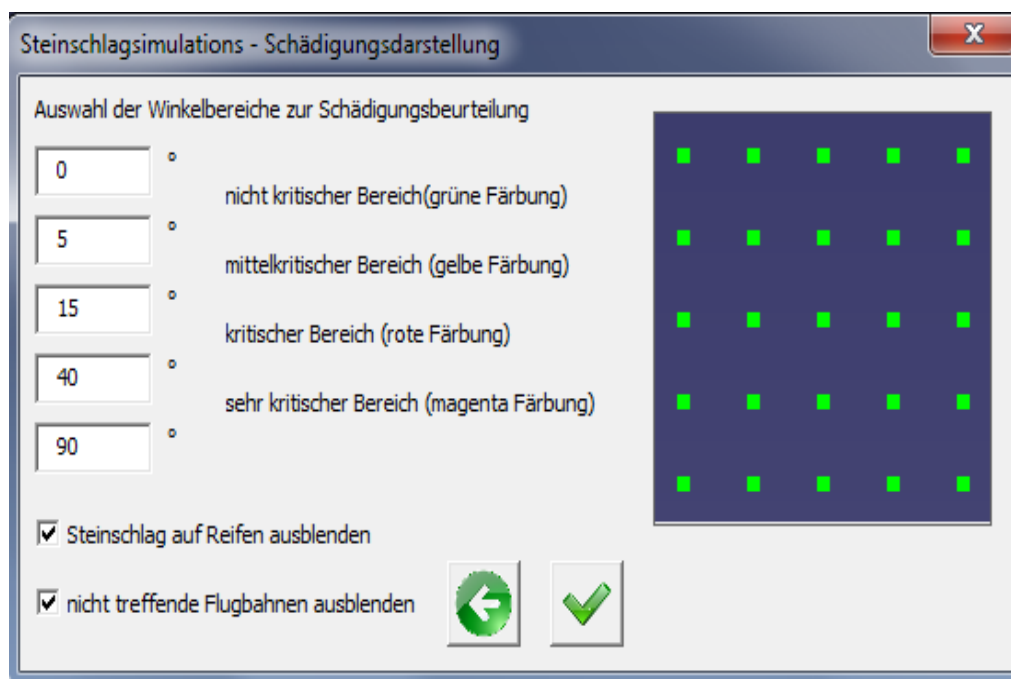 Steinschlagsimulations - Schädigungsdarstellung
X
Auswahl der Winkelbereiche zur Schädigungsbeurteilung
0 °
nicht kritischer Bereich(grüne Färbung)
5 °
mittelkritischer Bereich (gelbe Färbung)
15 °
kritischer Bereich (rote Färbung)
40 °
sehr kritischer Bereich (magenta Färbung)
90 °
Steinschlag auf Reifen ausblenden
nicht treffende Flugbahnen ausblenden